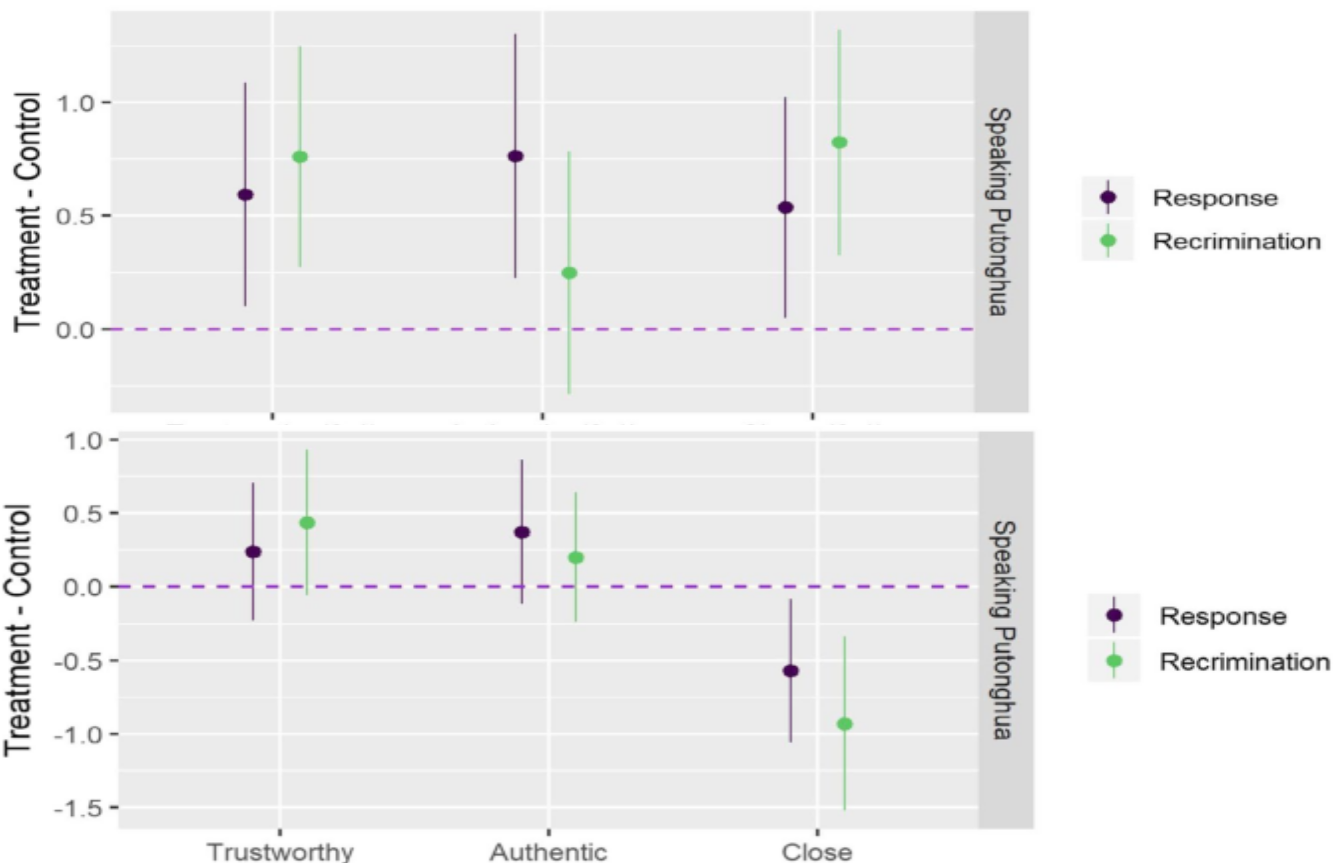 Treatment - Control
1.0
0.5
0.0
Speaking Putonghua
Response
Recrimination
Treatment - Control
1.0
0.5
0.0
-0.5
-1.0
-1.5
Speaking Putonghua
Response
Recrimination
Trustworthy
Authentic
Close